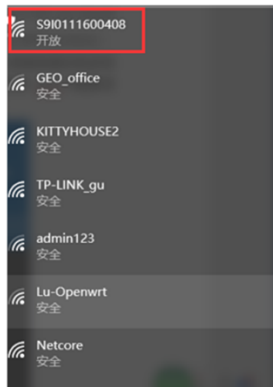 S9I0111600408
开放
GEO_office
安全
KITTYHOUSE2
安全
TP-LINK_gu
安全
admin123
安全
Lu-Openwrt
安全
Netcore
安全